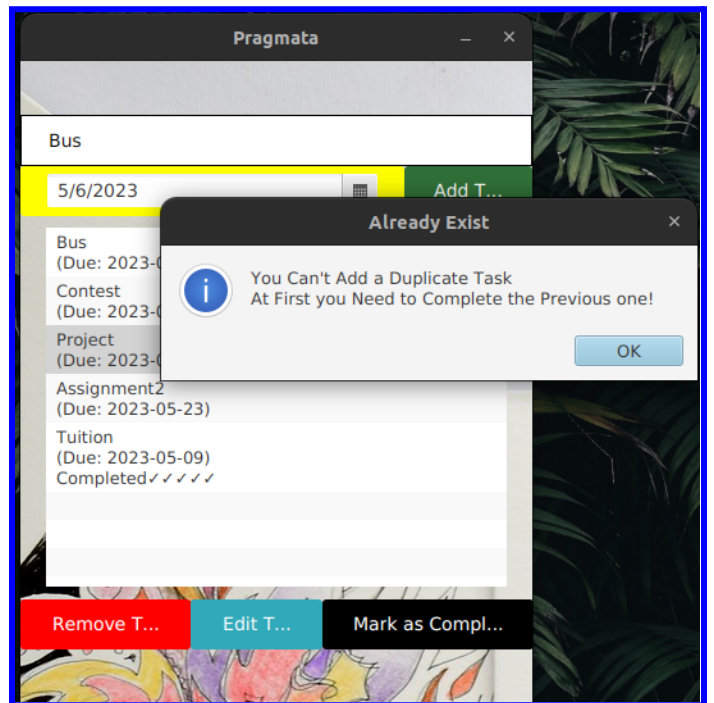 Pragmata
Bus
5/6/2023
Add T...
Already Exist
You Can't Add a Duplicate Task
At First you Need to Complete the Previous one!
OK
Bus
(Due: 2023-0
Contest
(Due: 2023-0
Project
(Due: 2023-0
Assignment2
(Due: 2023-05-23)
Tuition
(Due: 2023-05-09)
Completed✓✓✓✓✓
Remove T...
Edit T...
Mark as Compl...